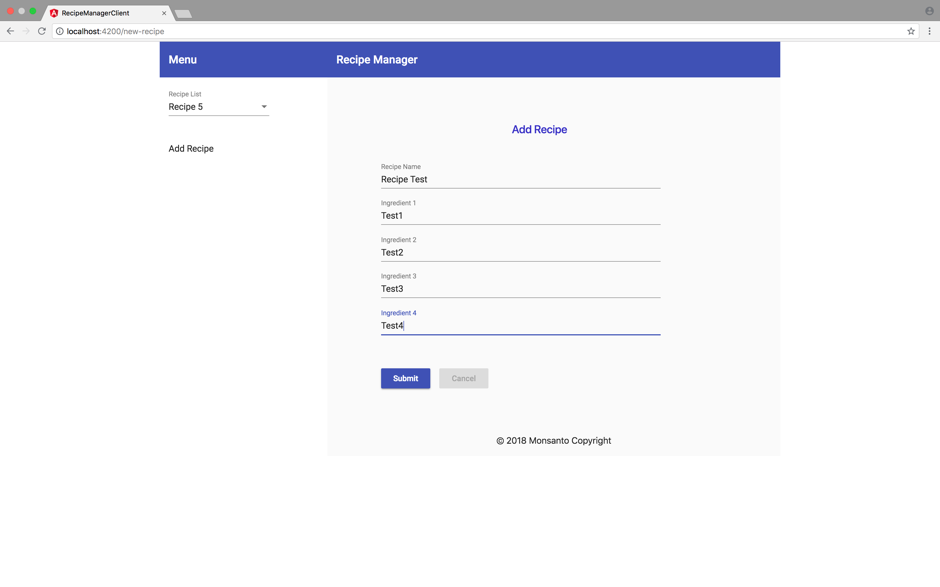 RecipeManagerClient
localhost:4200/new-recipe
Menu
Recipe Manager
Recipe List
Recipe 5
Add Recipe
Add Recipe
Recipe Name
Recipe Test
Ingredient 1
Test1
Ingredient 2
Test2
Ingredient 3
Test3
Ingredient 4
Test4
Submit
Cancel
© 2018 Monsanto Copyright